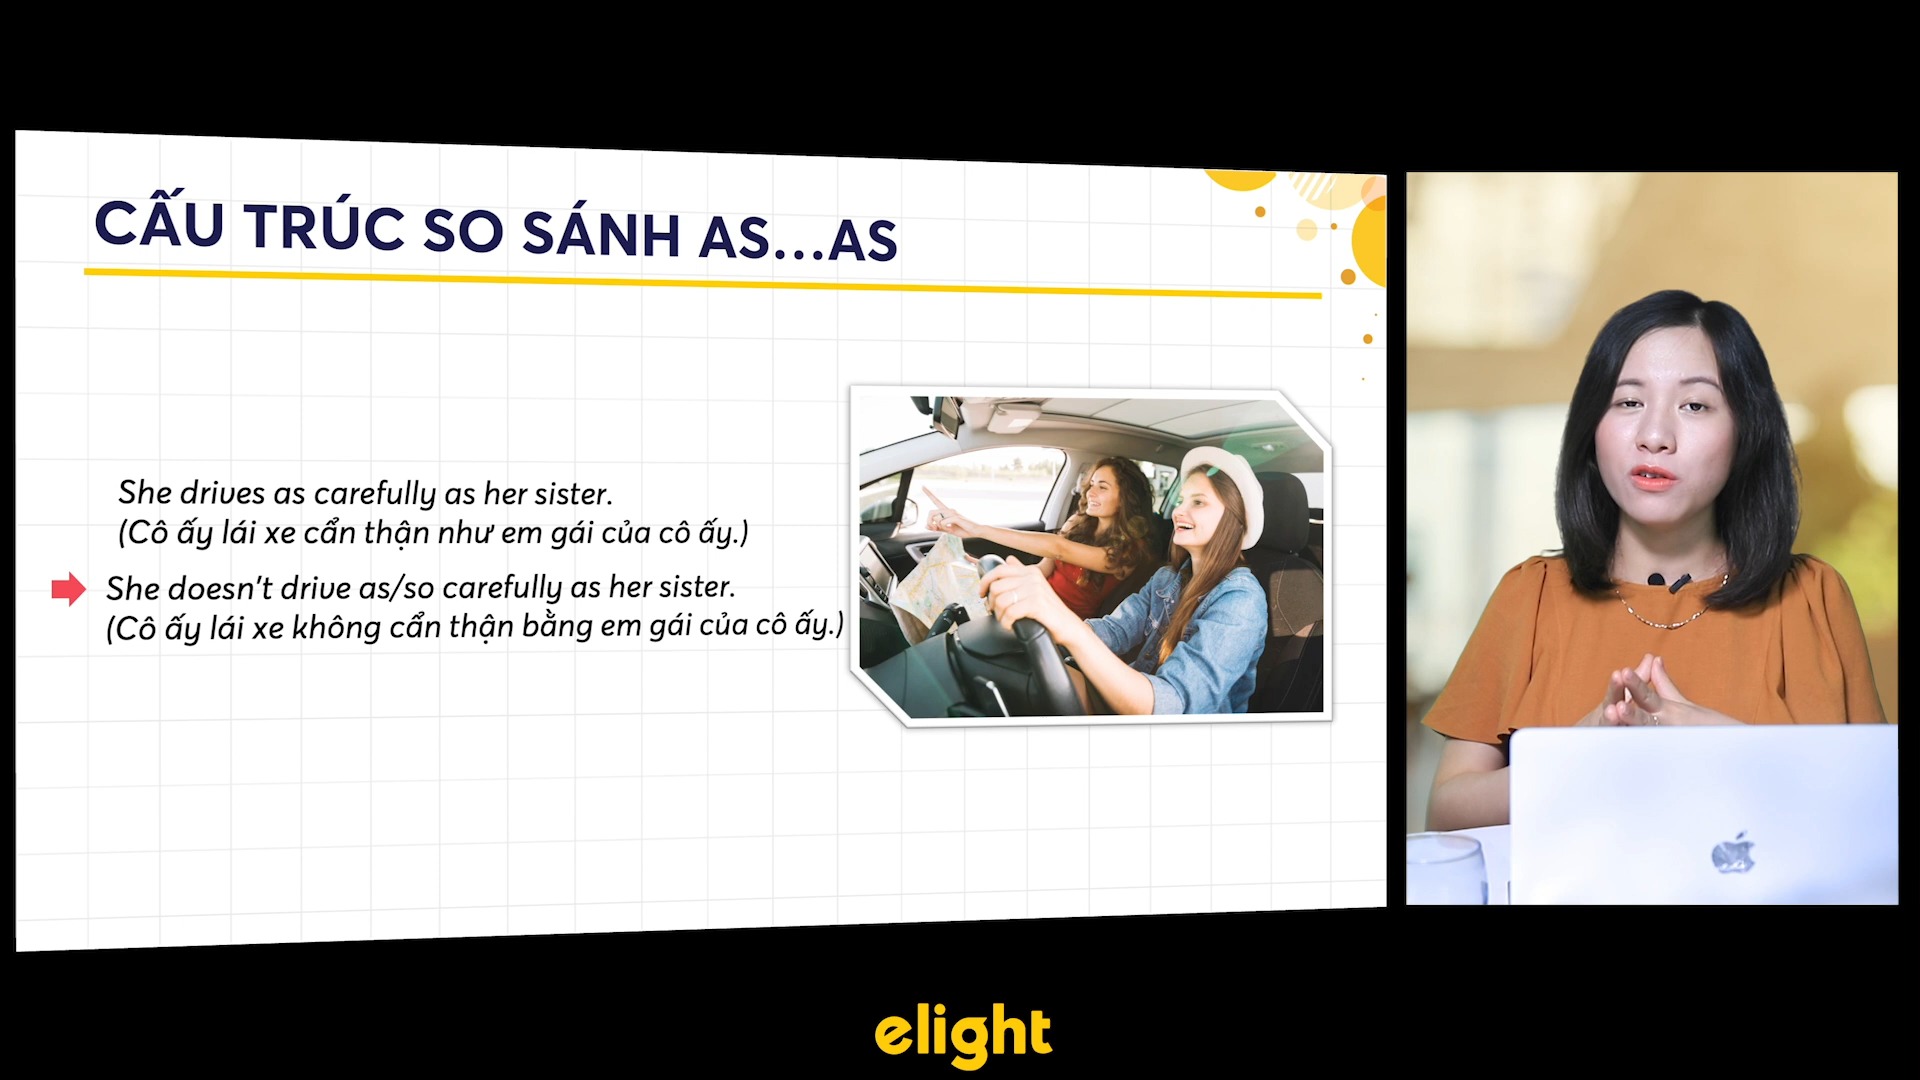 CẤU TRÚC SO SÁNH AS...AS
She drives as carefully as her sister.
(Cô ấy lái xe cẩn thận như em gái của cô ấy.)
She doesn't drive as/so carefully as her sister.
(Cô ấy lái xe không cẩn thận bằng em gái của cô ấy.)
elight